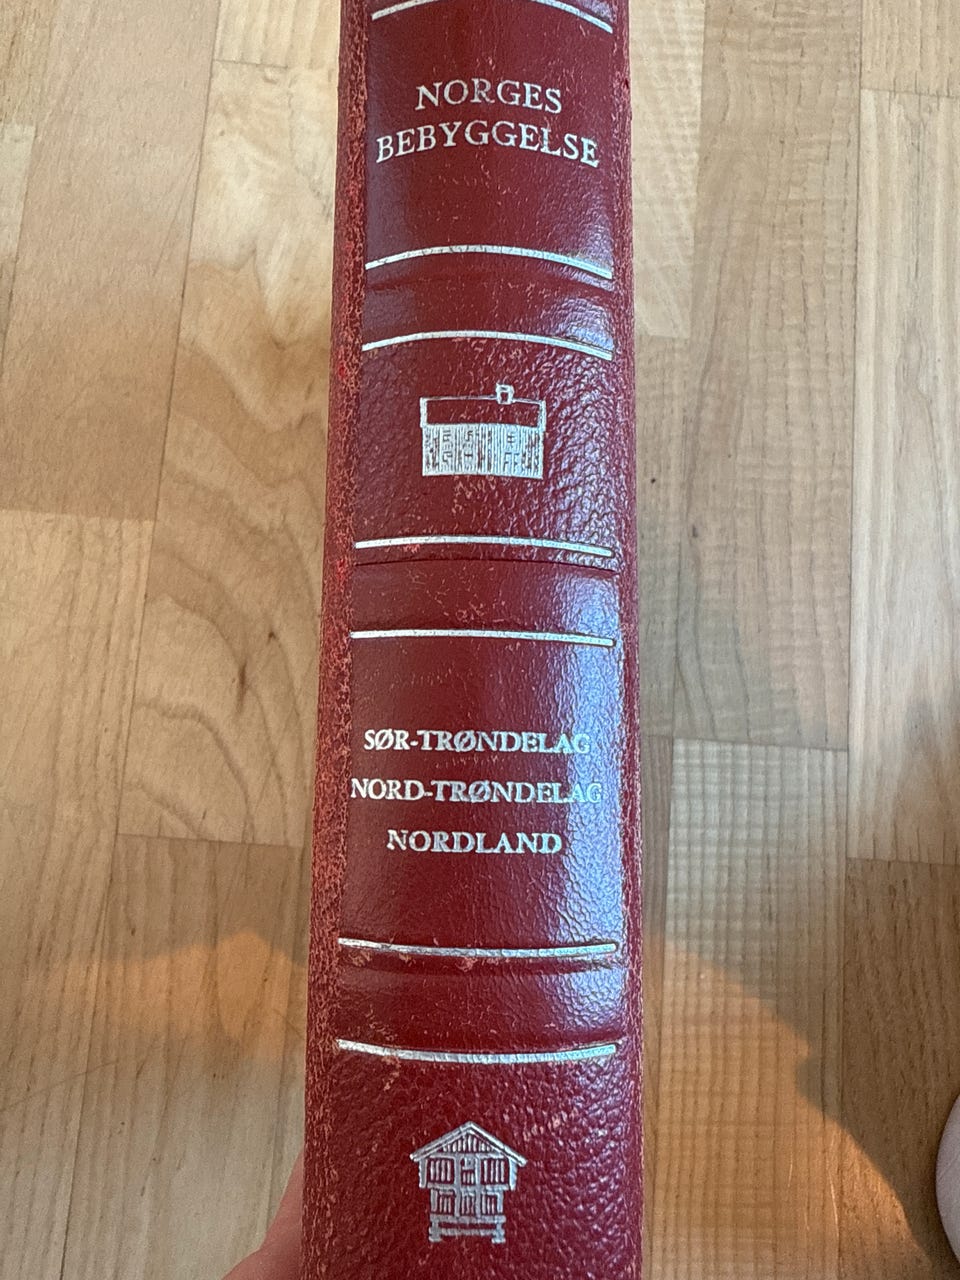 NORGES
BEBYGGELSE
SØR-TRØNDELAG
NORD-TRØNDELAG
NORDLAND